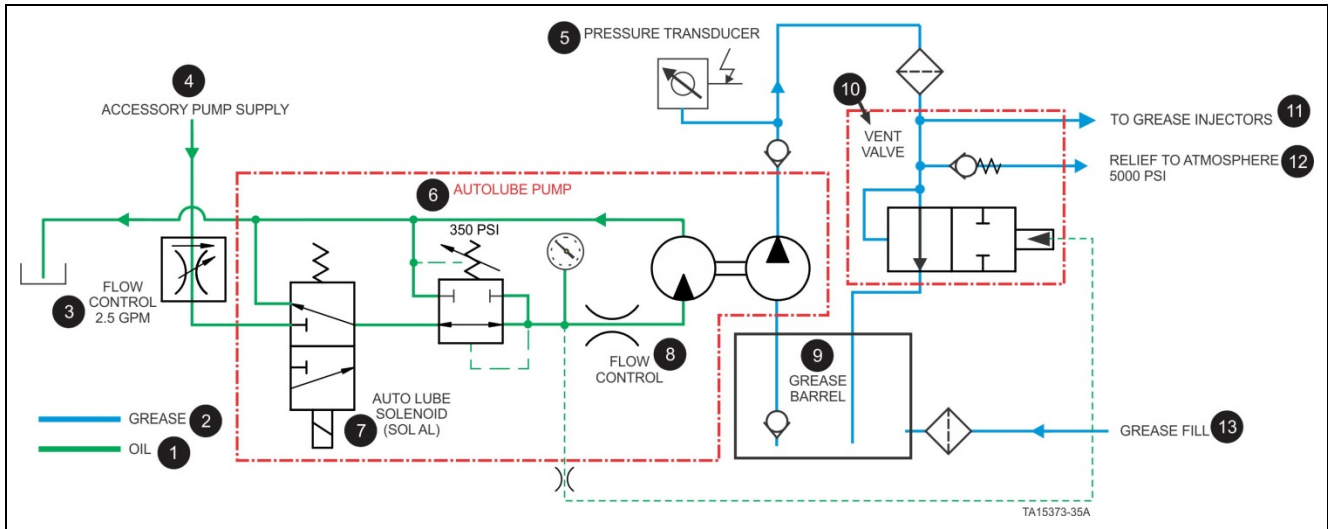 5
PRESSURE TRANSDUCER
4
ACCESSORY PUMP SUPPLY
10
VENT
VALVE
TO GREASE INJECTORS
11
RELIEF TO ATMOSPHERE
5000 PSI
12
6
AUTOLUBE PUMP
350 PSI
3
FLOW
CONTROL
2.5 GPM
FLOW
CONTROL
8
9
GREASE
BARREL
AUTO LUBE
SOLENOID
(SOL AL)
7
GREASE
2
OIL
1
GREASE FILL
13
TA15373-35A